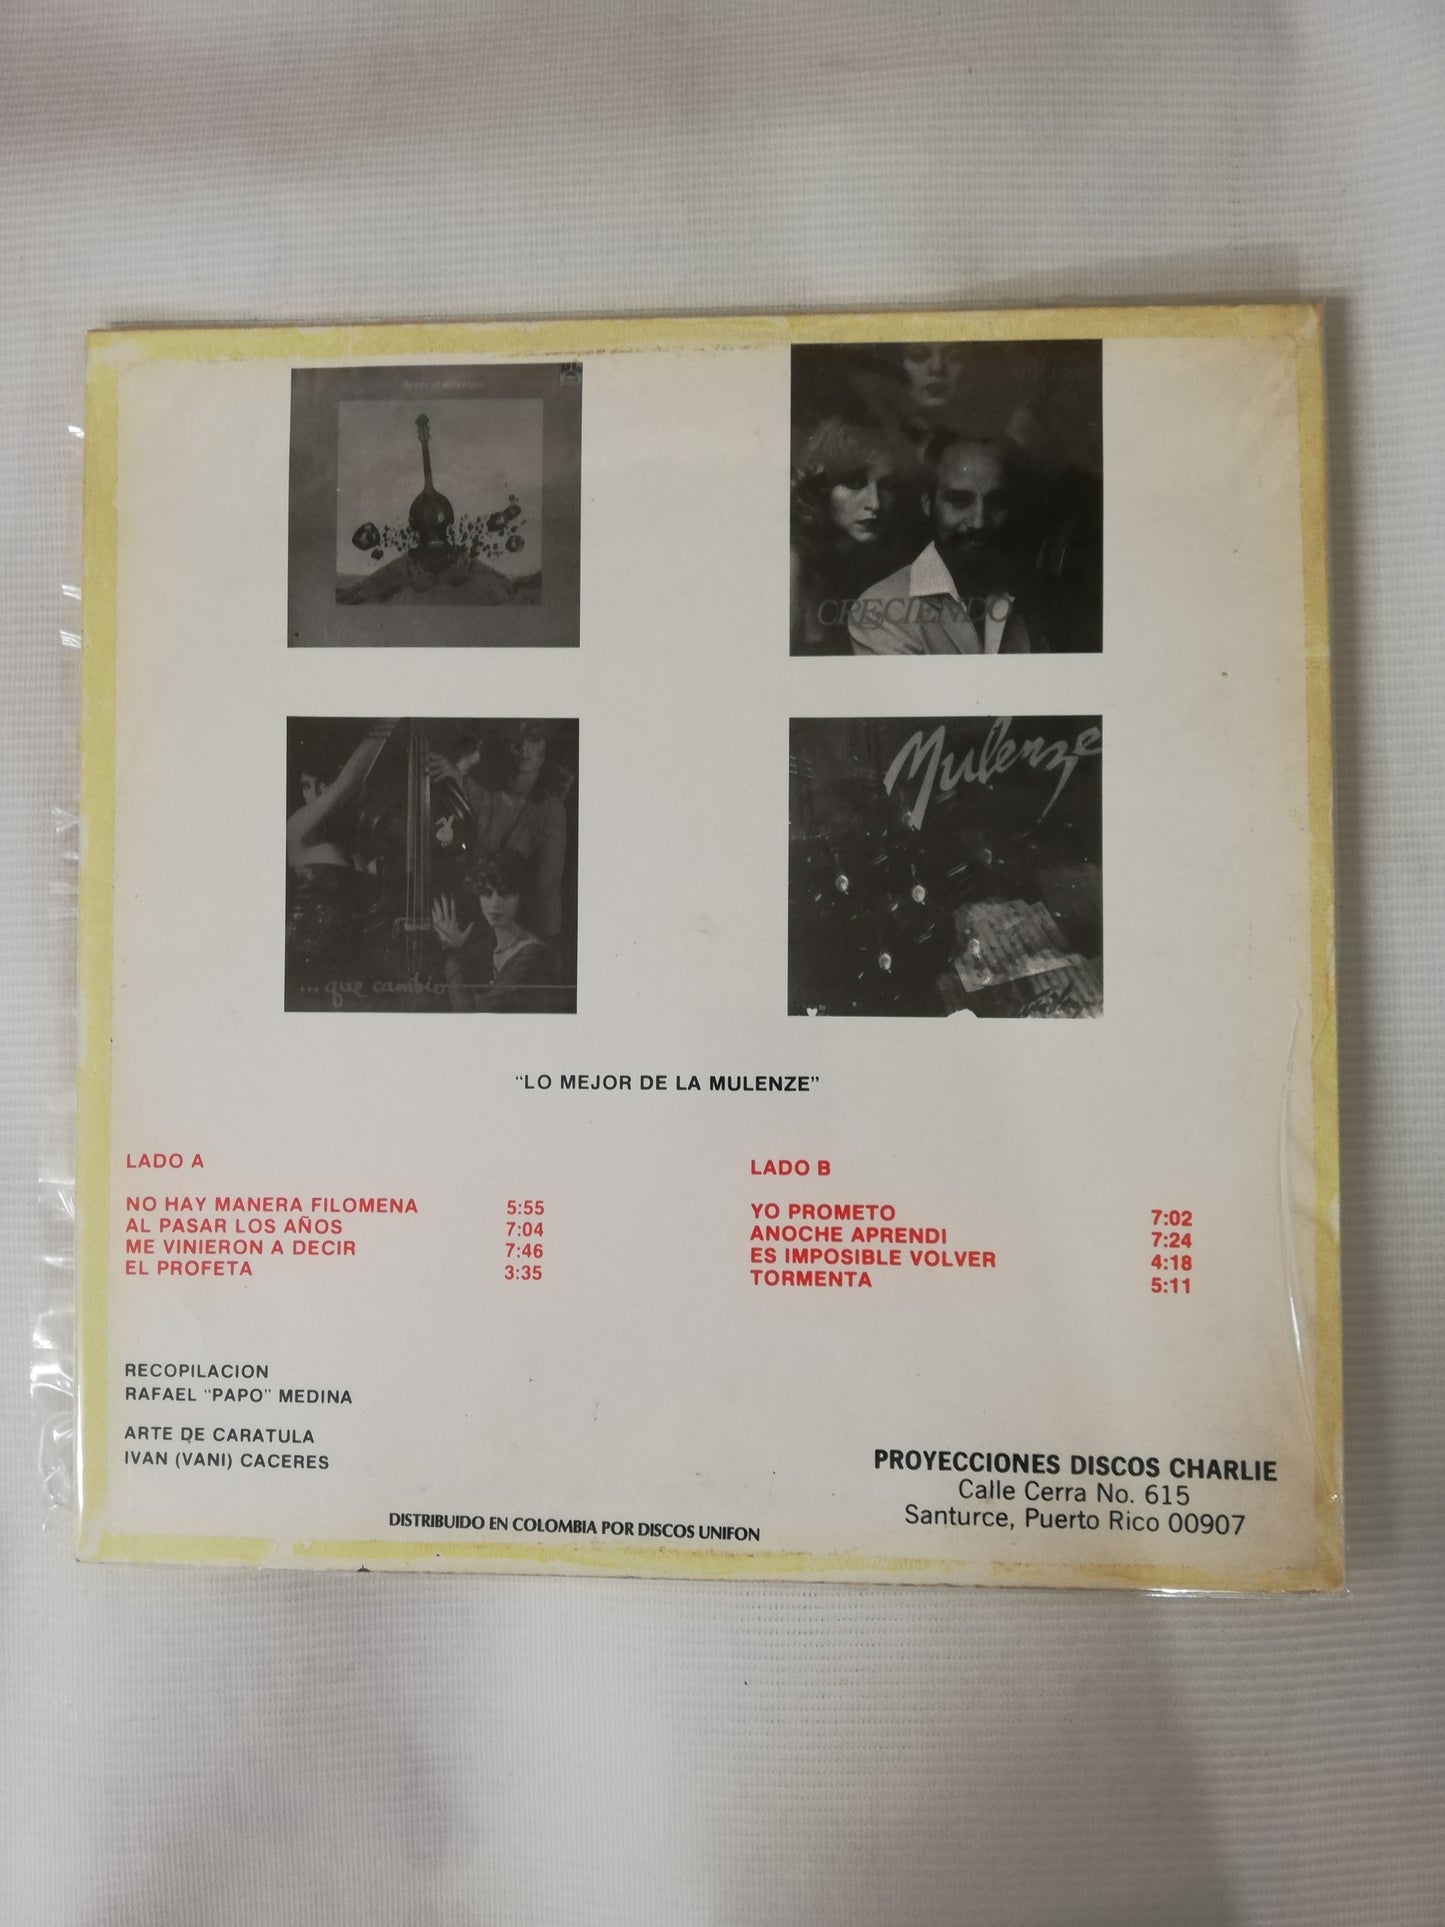 CRECIENDO
... que cambio
Mulenze
“LO MEJOR DE LA MULENZE”
LADO A
NO HAY MANERA FILOMENA 5:55
AL PASAR LOS AÑOS 7:04
ME VINIERON A DECIR 7:46
EL PROFETA 3:35
LADO B
YO PROMETO 7:02
ANOCHE APRENDI 7:24
ES IMPOSIBLE VOLVER 4:18
TORMENTA 5:11
RECOPILACION
RAFAEL “PAPO” MEDINA
ARTE DE CARATULA
IVAN (VANI) CACERES
DISTRIBUIDO EN COLOMBIA POR DISCOS UNIFON
PROYECCIONES DISCOS CHARLIE
Calle Cerra No. 615
Santurce, Puerto Rico 00907